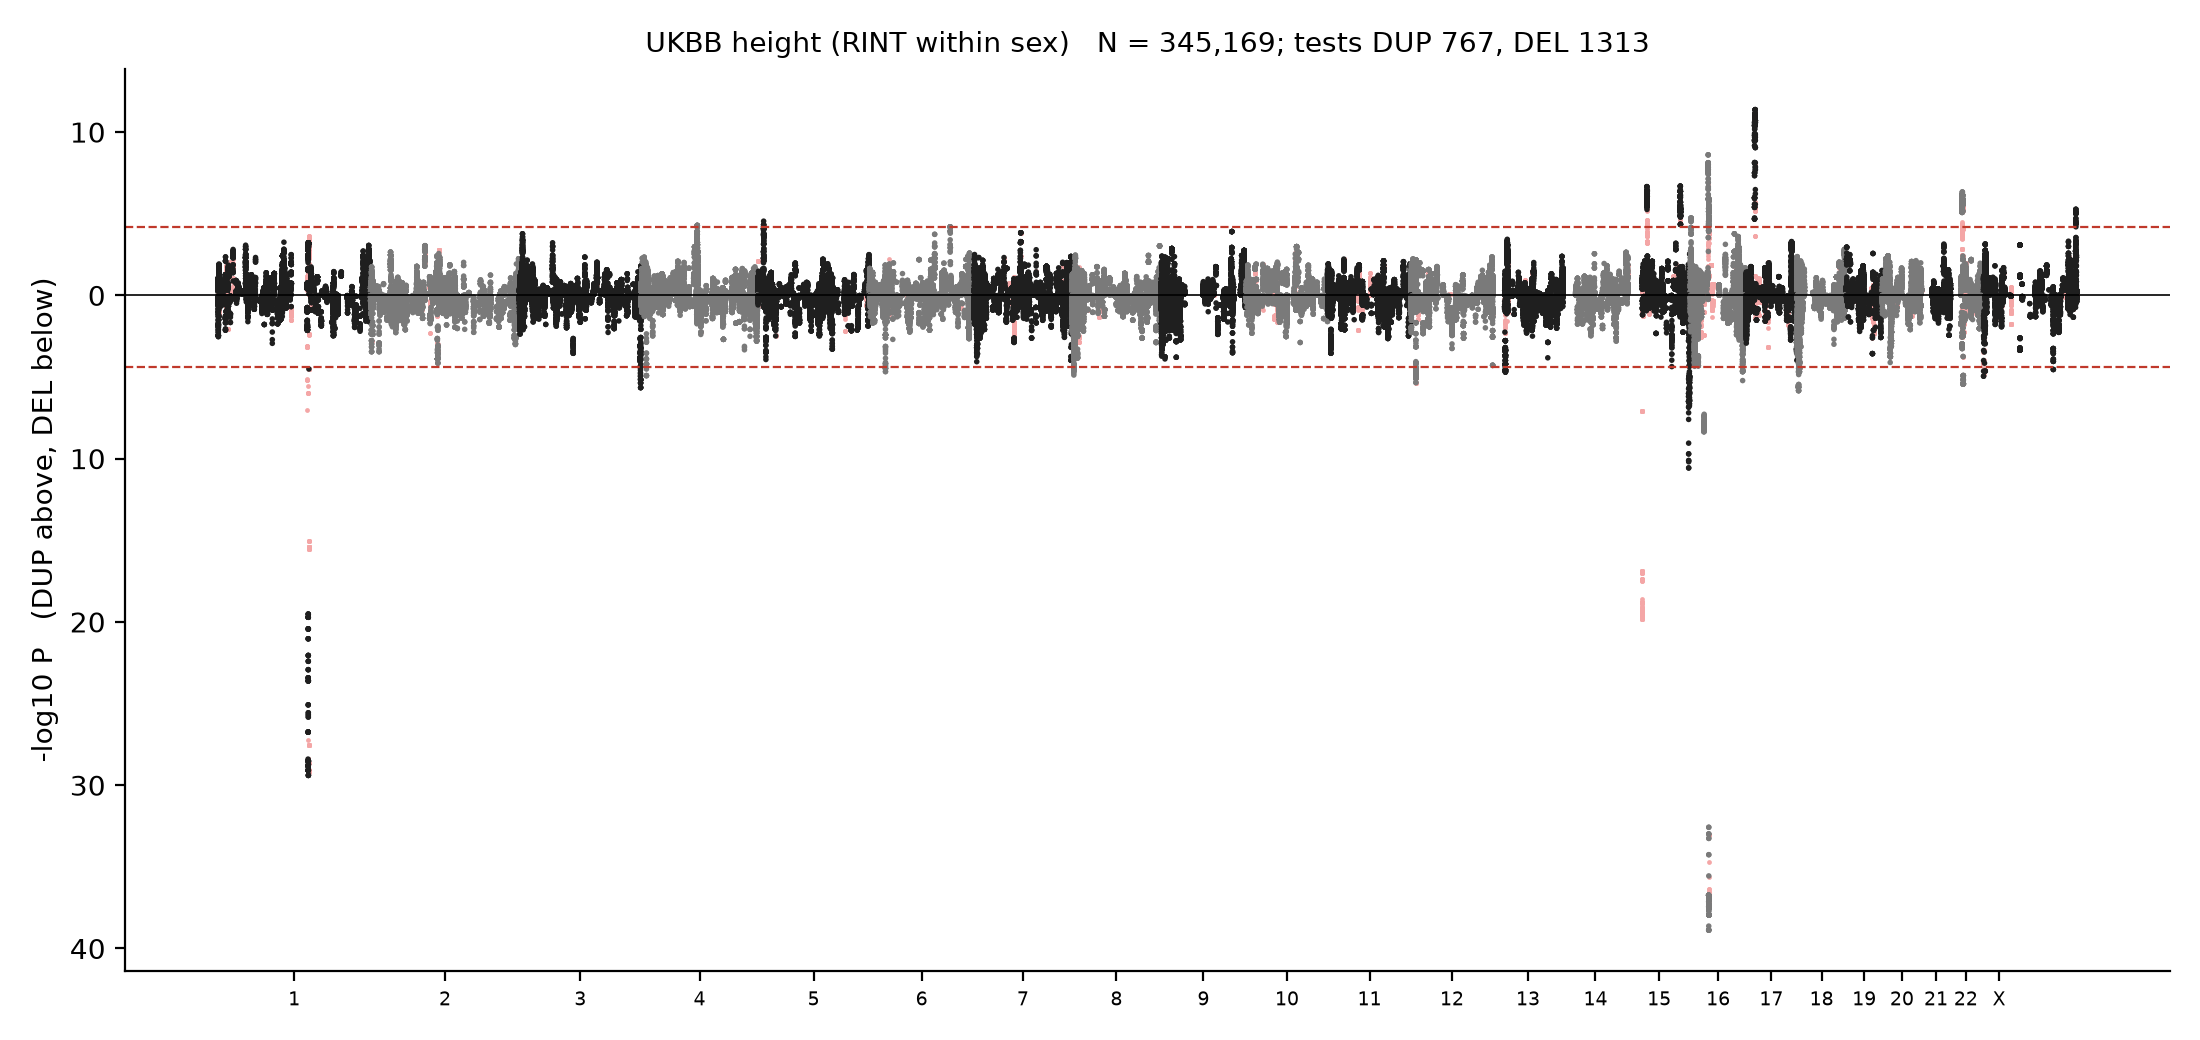 UKBB height (RINT within sex)   N = 345,169; tests DUP 767, DEL 1313
-log10 P   (DUP above, DEL below)
10
0
10
20
30
40
1 2 3 4 5 6 7 8 9 10 11 12 13 14 15 16 17 18 19 20 21 22 X